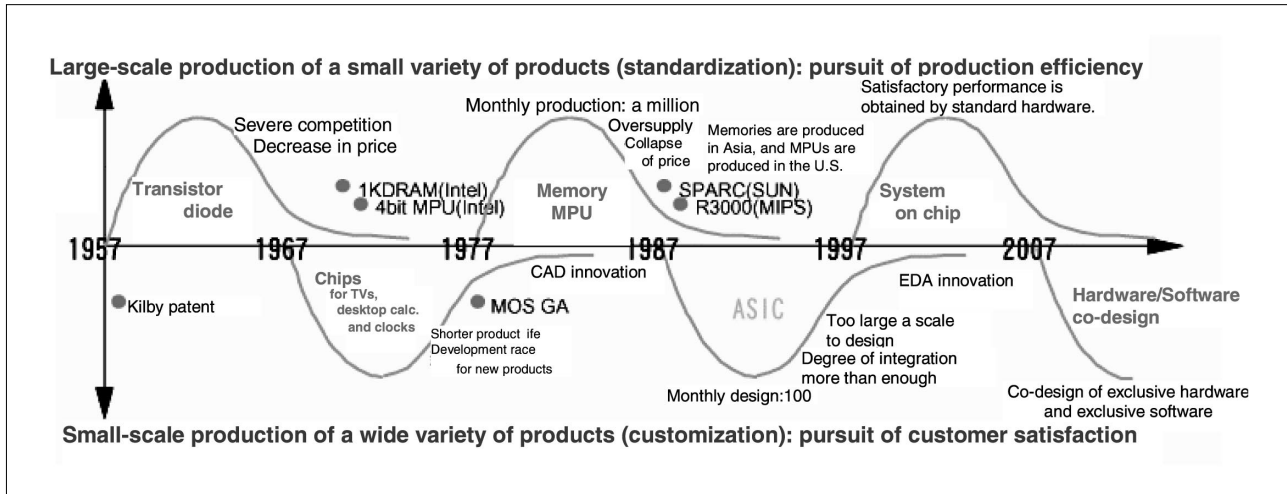 Large-scale production of a small variety of products (standardization): pursuit of production efficiency
Severe competition
Decrease in price
Transistor
diode
1KDRAM(Intel)
4bit MPU(Intel)
Monthly production: a million
Oversupply
Collapse
of price
Memory
MPU
Memories are produced
in Asia, and MPUs are
produced in the U.S.
SPARC(SUN)
R3000(MIPS)
Satisfactory performance is
obtained by standard hardware.
System
on chip
1957
1967
1977
1987
1997
2007
Kilby patent
Chips
for TVs,
desktop calc.
and clocks
CAD innovation
MOS GA
Shorter product ife
Development race
for new products
ASIC
Monthly design:100
EDA innovation
Too large a scale
to design
Degree of integration
more than enough
Hardware/Software
co-design
Co-design of exclusive hardware
and exclusive software
Small-scale production of a wide variety of products (customization): pursuit of customer satisfaction